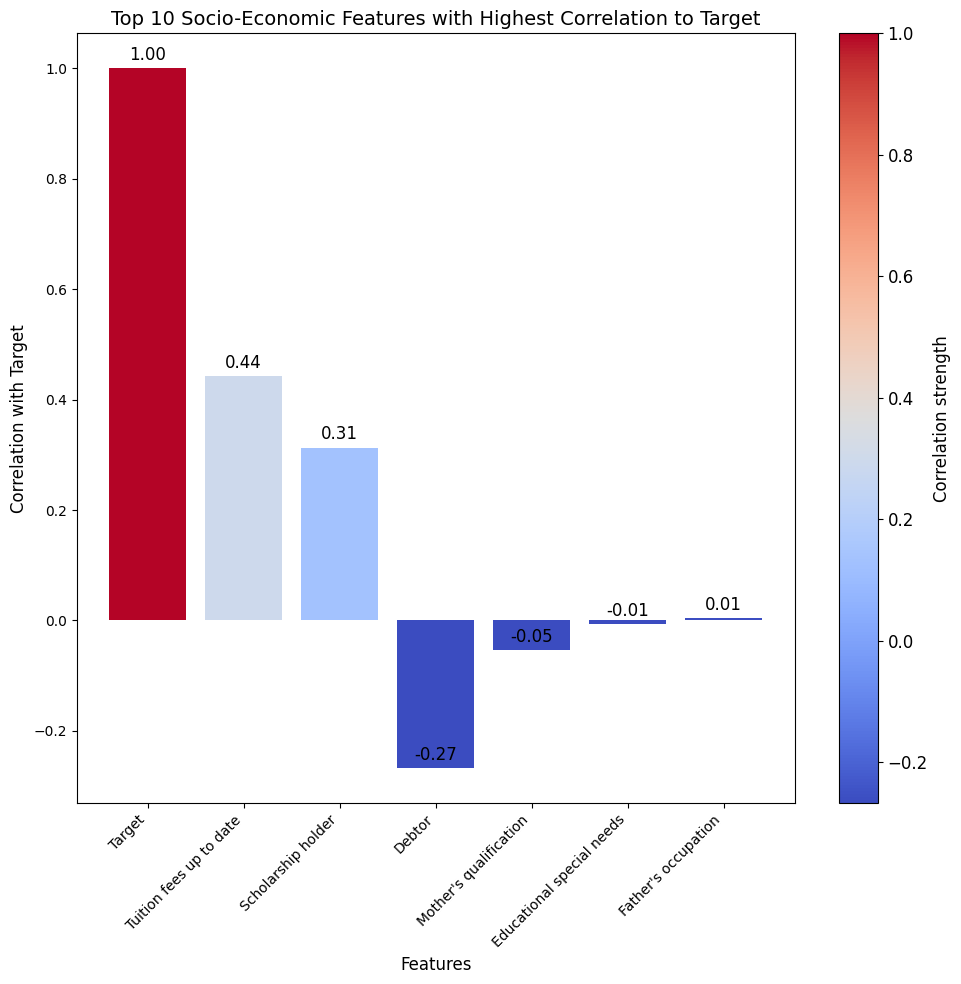 Top 10 Socio-Economic Features with Highest Correlation to Target
Correlation with Target
1.0
0.8
0.6
0.4
0.2
0.0
−0.2
1.00
0.44
0.31
-0.27
-0.05
-0.01
0.01
Target
Tuition fees up to date
Scholarship holder
Debtor
Mother's qualification
Educational special needs
Father's occupation
Features
1.0
0.8
0.6
0.4
0.2
0.0
−0.2
Correlation strength